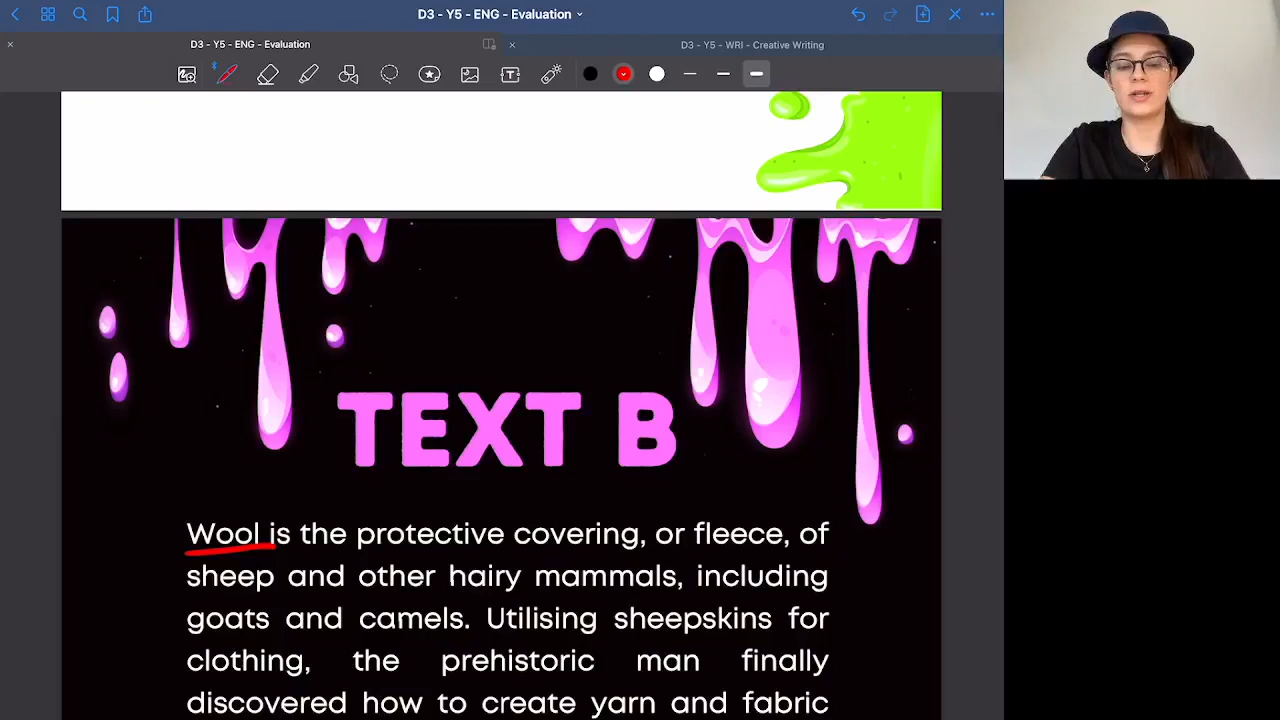 D3 - Y5 - ENG - Evaluation
D3 - Y5 - ENG - Evaluation
D3 - Y5 - WRI - Creative Writing
TEXT B
Wool is the protective covering, or fleece, of
sheep and other hairy mammals, including
goats and camels. Utilising sheepskins for
clothing, the prehistoric man finally
discovered how to create yarn and fabric